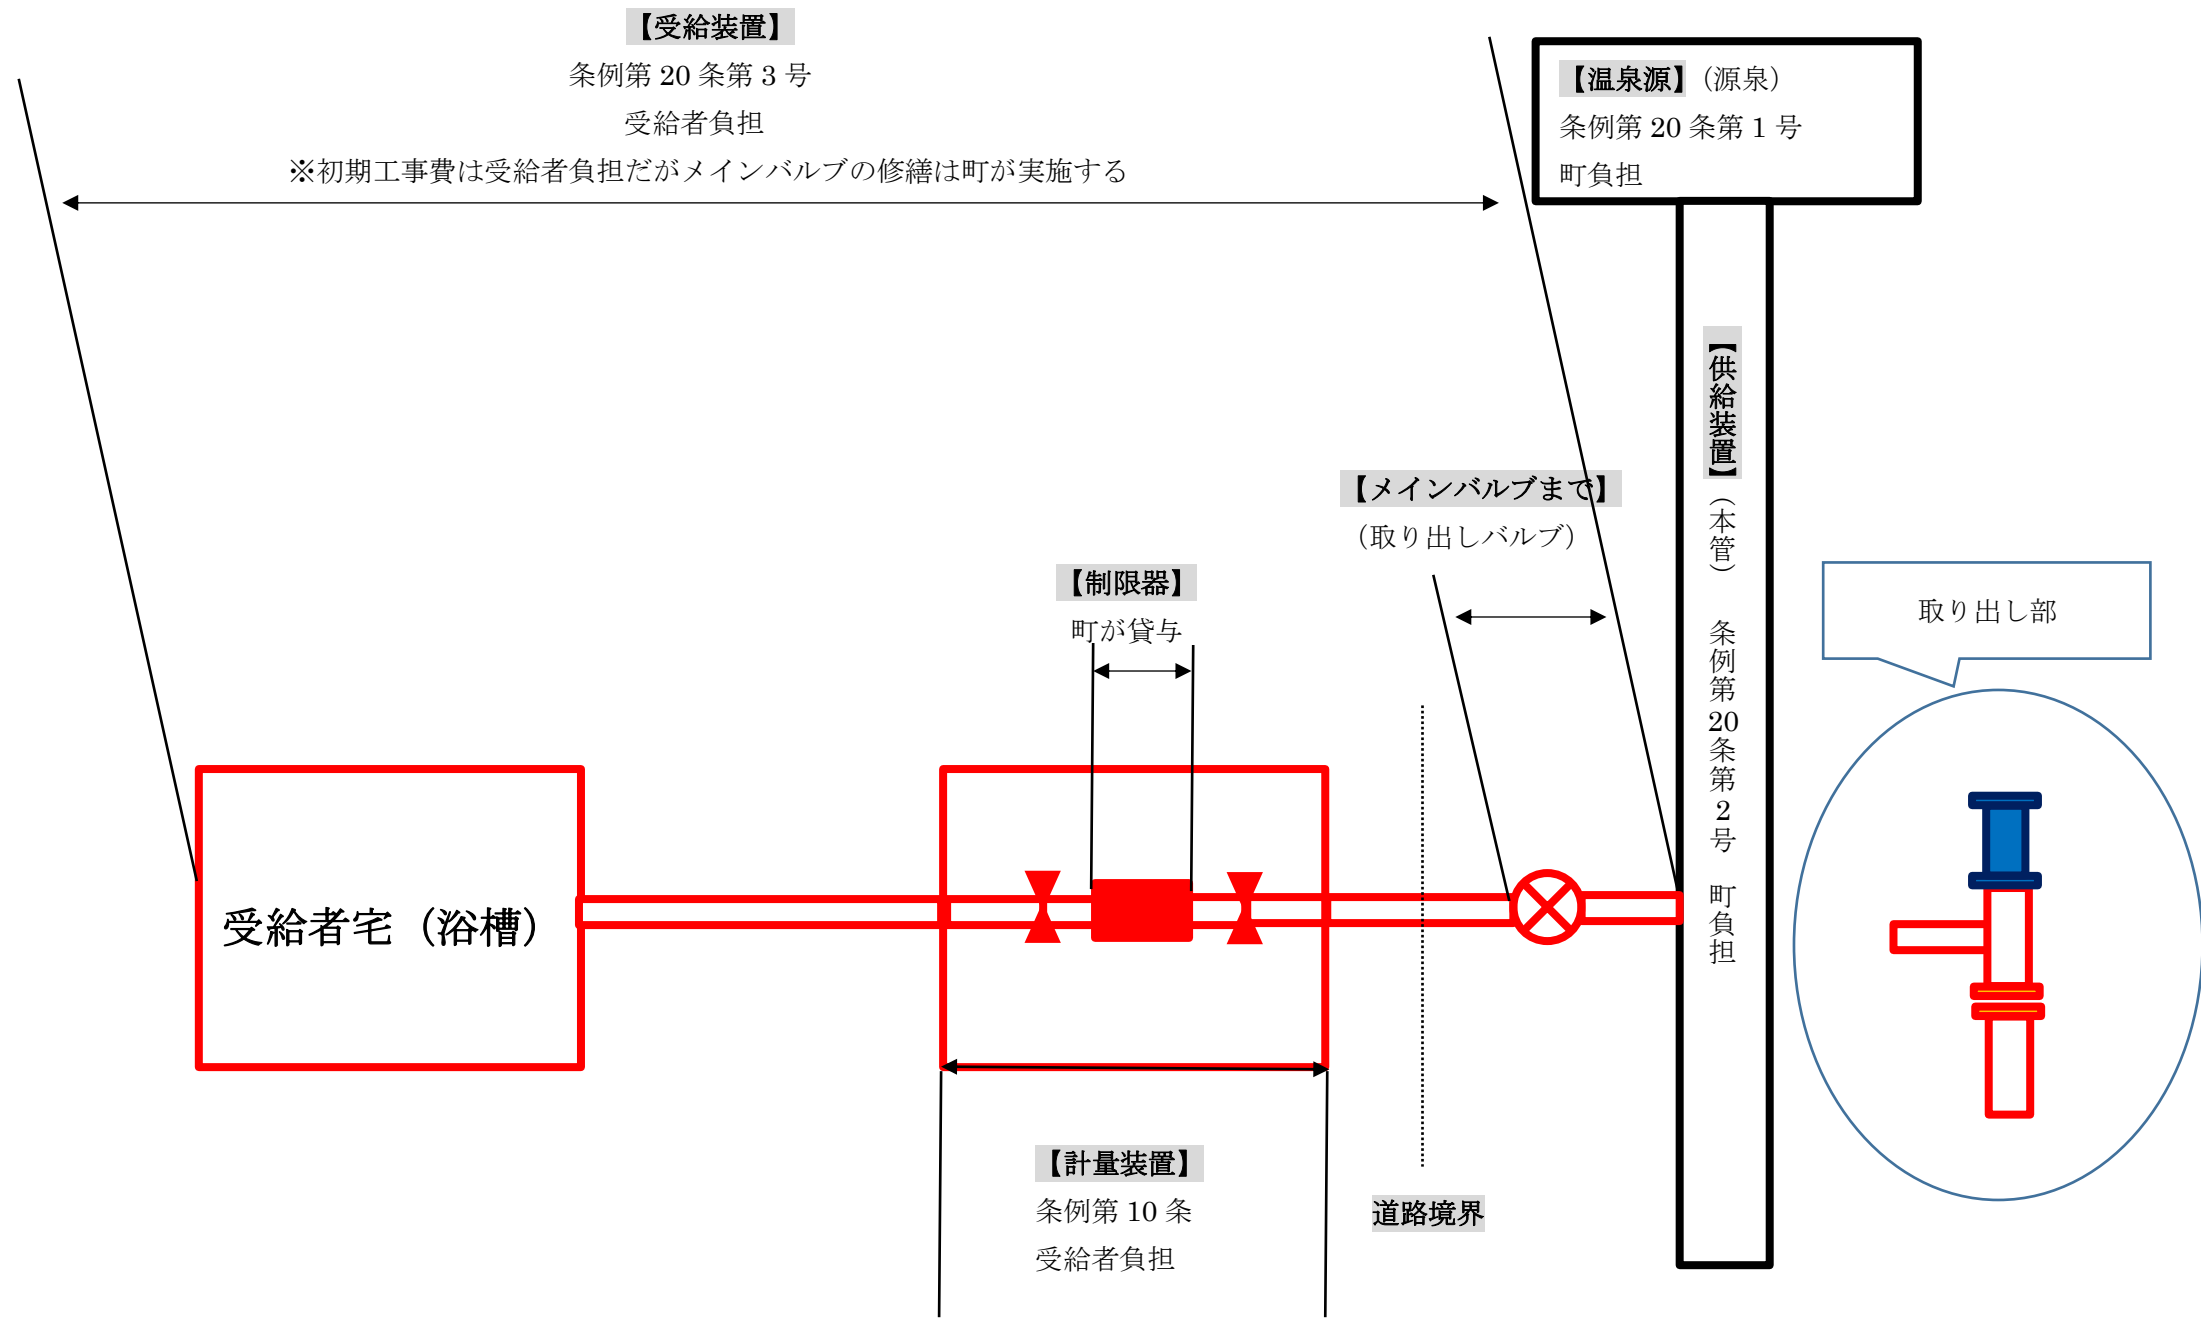 【受給装置】
条例第 20 条第 3 号
受給者負担
※初期工事費は受給者負担だがメインバルブの修繕は町が実施する
【温泉源】（源泉）
条例第 20 条第 1 号
町負担
【供給装置】（本管） 条例第20条第2号 町負担
【メインバルブまで】
（取り出しバルブ）
【制限器】
町が貸与
取り出し部
受給者宅（浴槽）
【計量装置】
条例第 10 条
受給者負担
道路境界